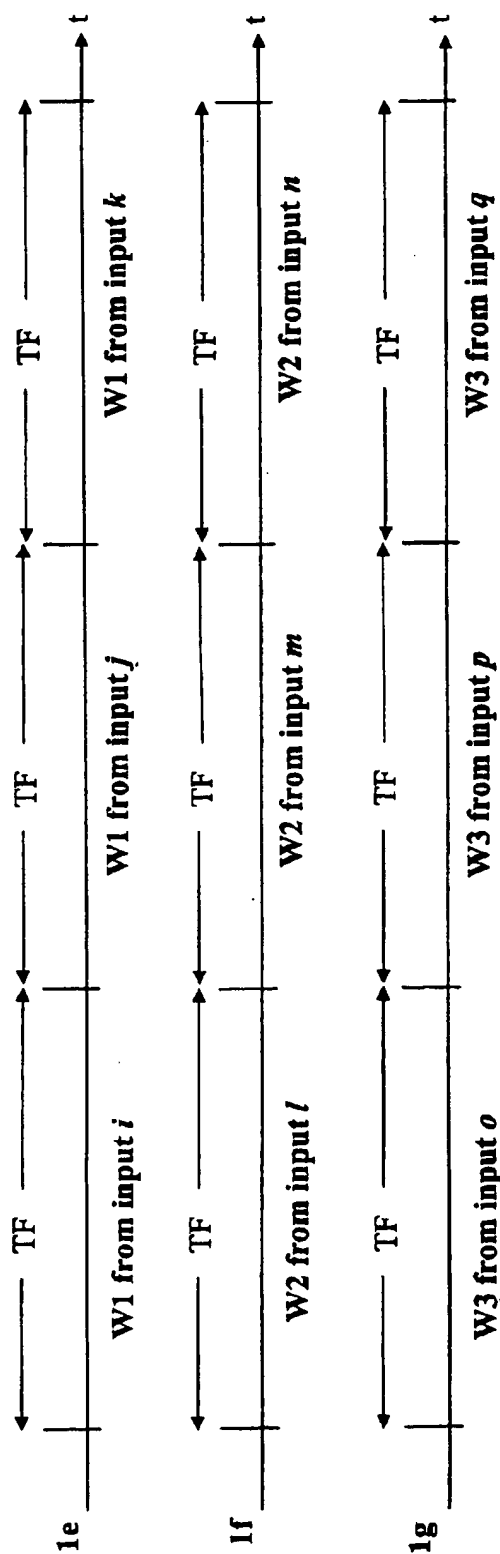 TF TF TF
1e t
W1 from input i W1 from input j W1 from input k
TF TF TF
1f t
W2 from input l W2 from input m W2 from input n
TF TF TF
1g t
W3 from input o W3 from input p W3 from input q